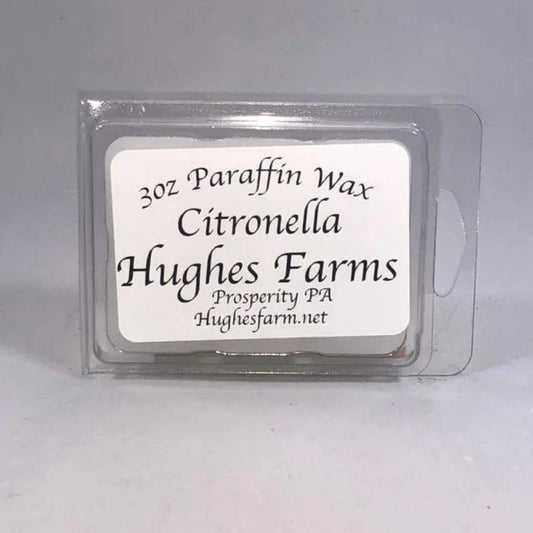 3oz Paraffin Wax
Citronella
Hughes Farms
Prosperity PA
Hughesfarm.net